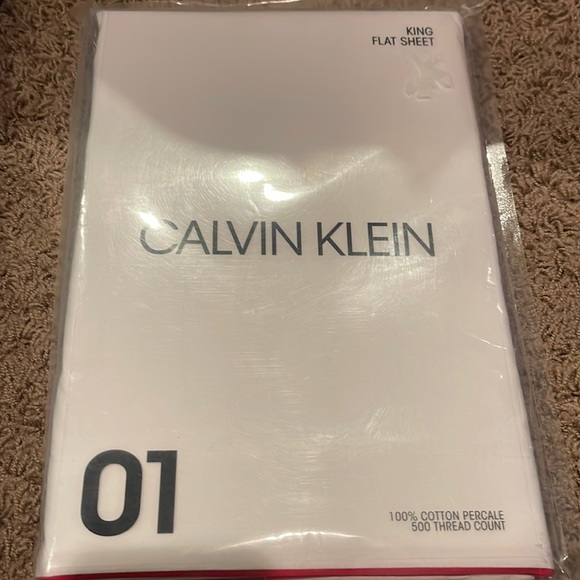 KING
FLAT SHEET
CALVIN KLEIN
01
100% COTTON PERCALE
500 THREAD COUNT